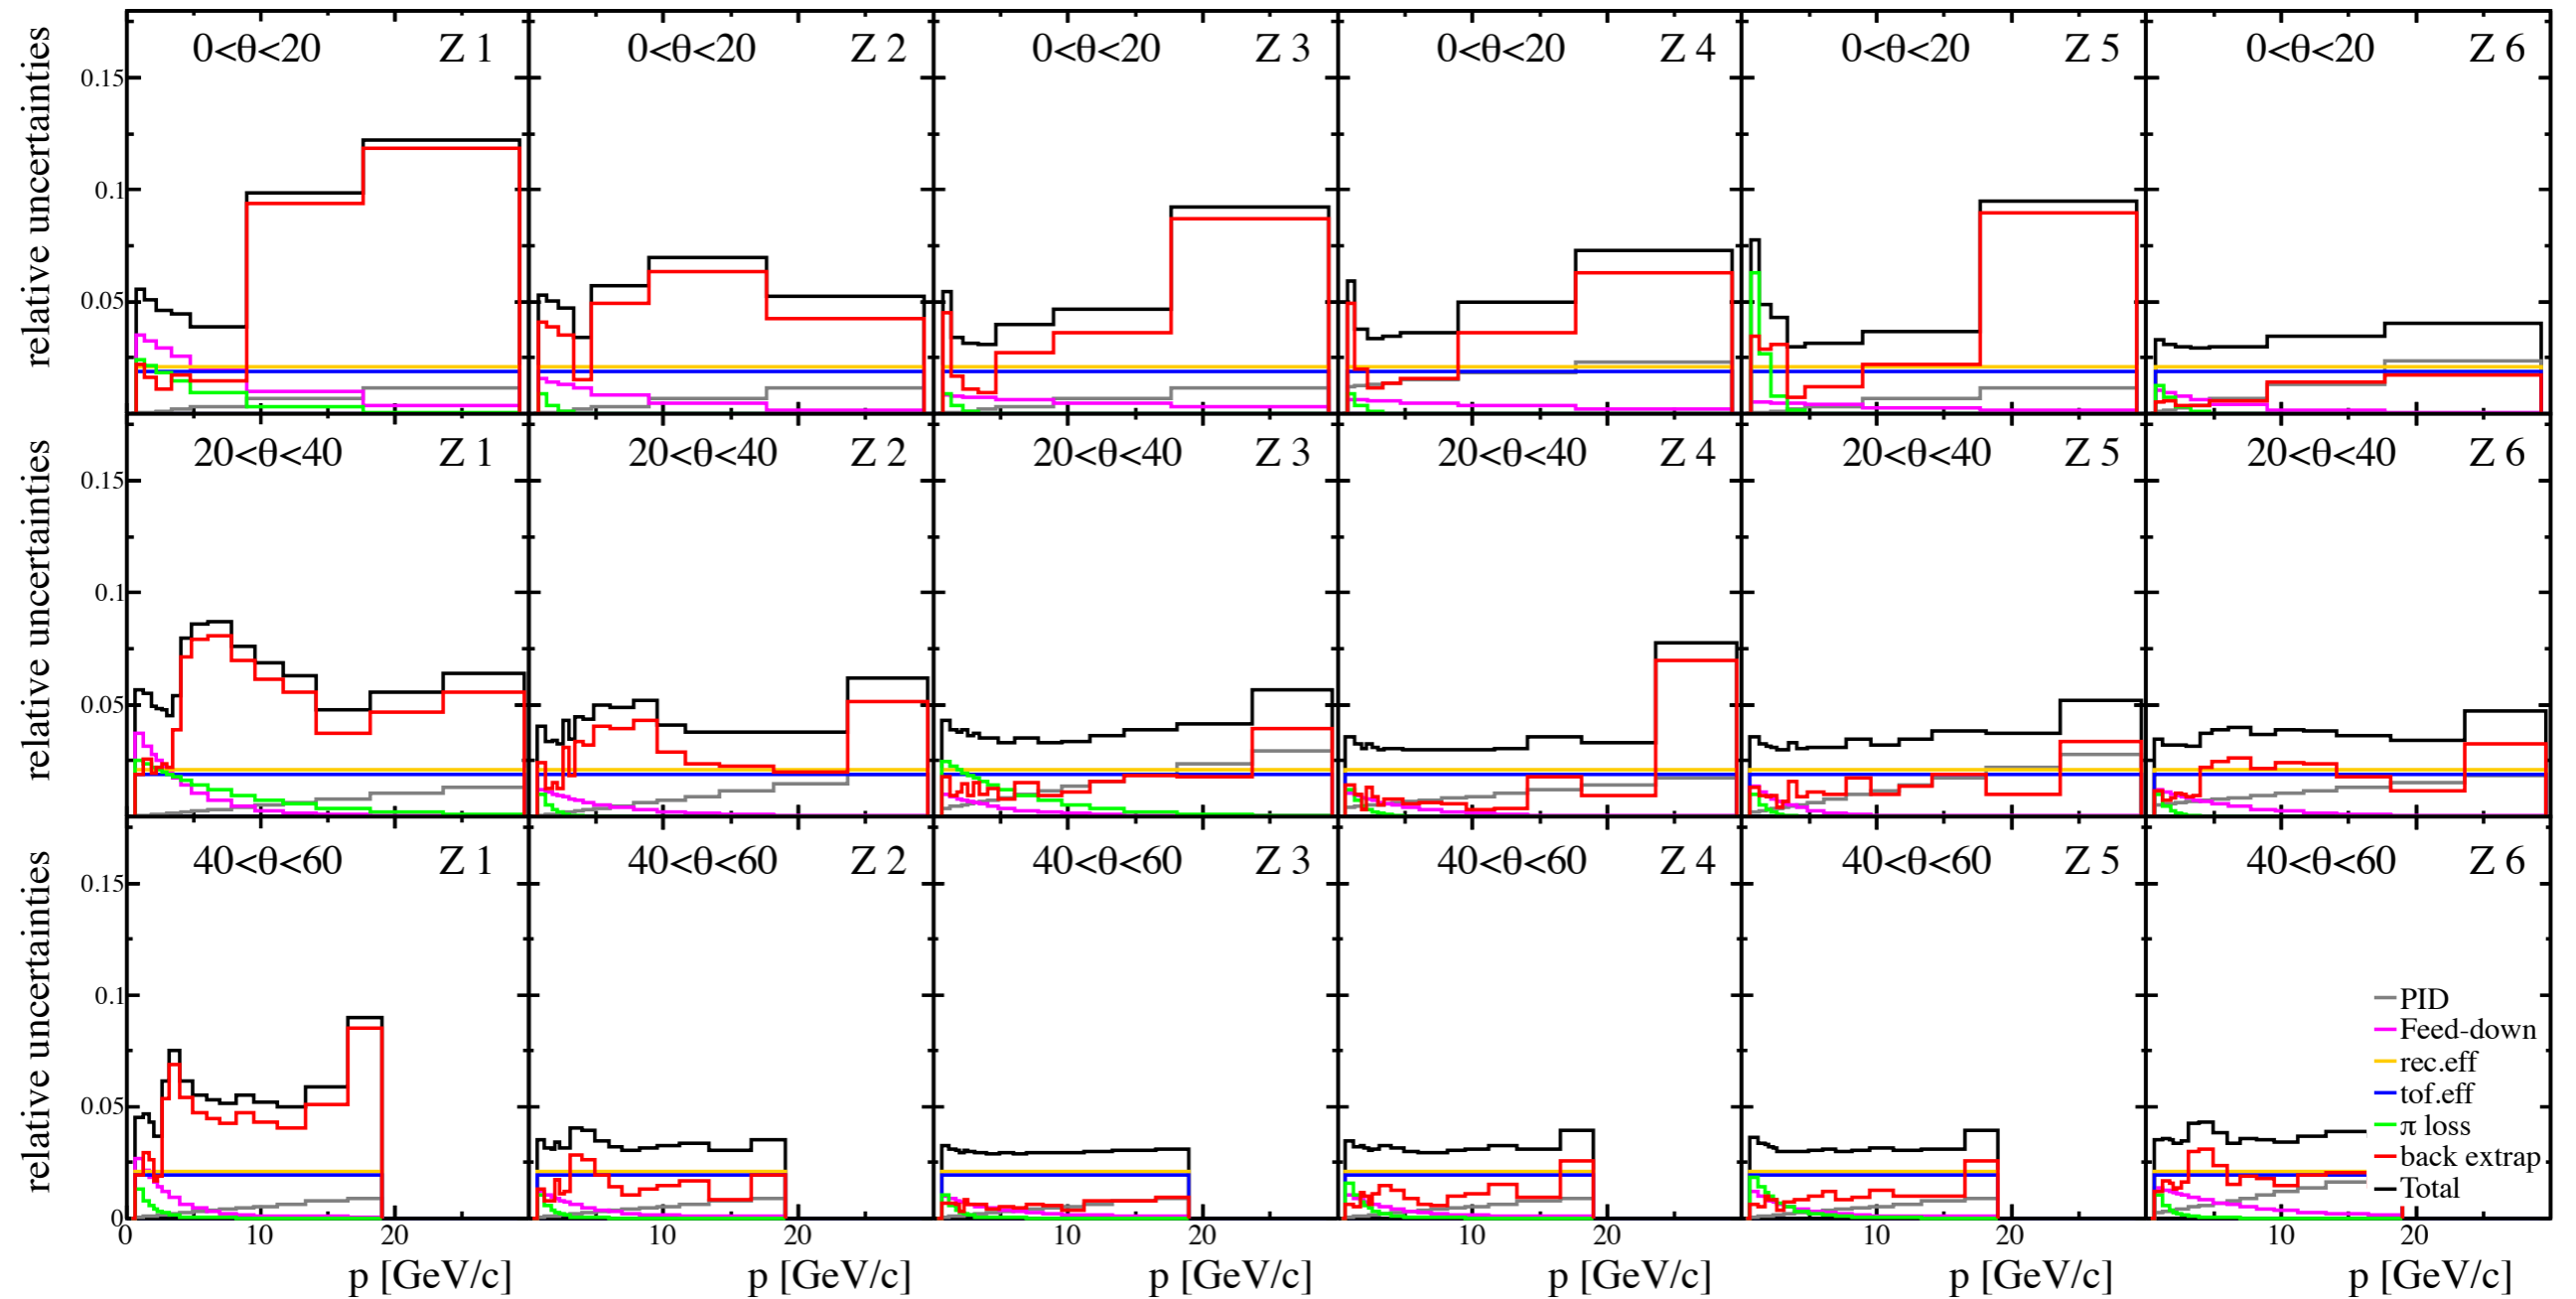 relative uncertainties
0<θ<20 Z 1
0<θ<20 Z 2
0<θ<20 Z 3
0<θ<20 Z 4
0<θ<20 Z 5
0<θ<20 Z 6
0.15
0.1
0.05
relative uncertainties
20<θ<40 Z 1
20<θ<40 Z 2
20<θ<40 Z 3
20<θ<40 Z 4
20<θ<40 Z 5
20<θ<40 Z 6
0.15
0.1
0.05
relative uncertainties
40<θ<60 Z 1
40<θ<60 Z 2
40<θ<60 Z 3
40<θ<60 Z 4
40<θ<60 Z 5
40<θ<60 Z 6
0.15
0.1
0.05
0
PID
Feed-down
rec.eff
tof.eff
π loss
back extrap.
Total
0 10 20
10 20
10 20
10 20
10 20
10 20
p [GeV/c]
p [GeV/c]
p [GeV/c]
p [GeV/c]
p [GeV/c]
p [GeV/c]